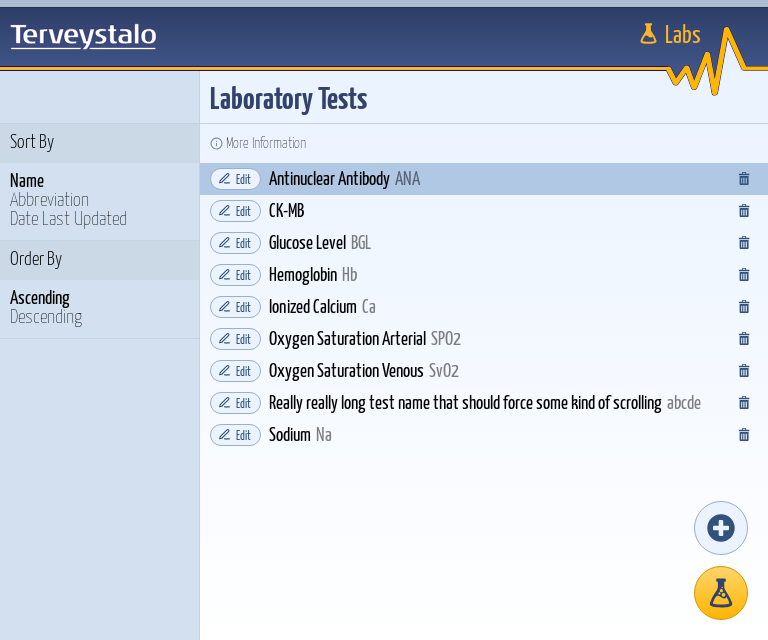 Terveystalo
Labs
Laboratory Tests
Sort By
More Information
Name
Abbreviation
Date Last Updated
Order By
Ascending
Descending
Edit Antinuclear Antibody ANA
Edit CK-MB
Edit Glucose Level BGL
Edit Hemoglobin Hb
Edit Ionized Calcium Ca
Edit Oxygen Saturation Arterial SPO2
Edit Oxygen Saturation Venous SvO2
Edit Really really long test name that should force some kind of scrolling abcde
Edit Sodium Na